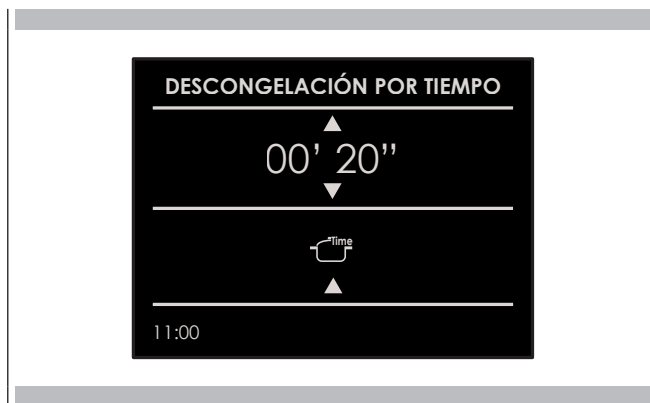 DESCONGELACIÓN POR TIEMPO
00’ 20”
Time
11:00